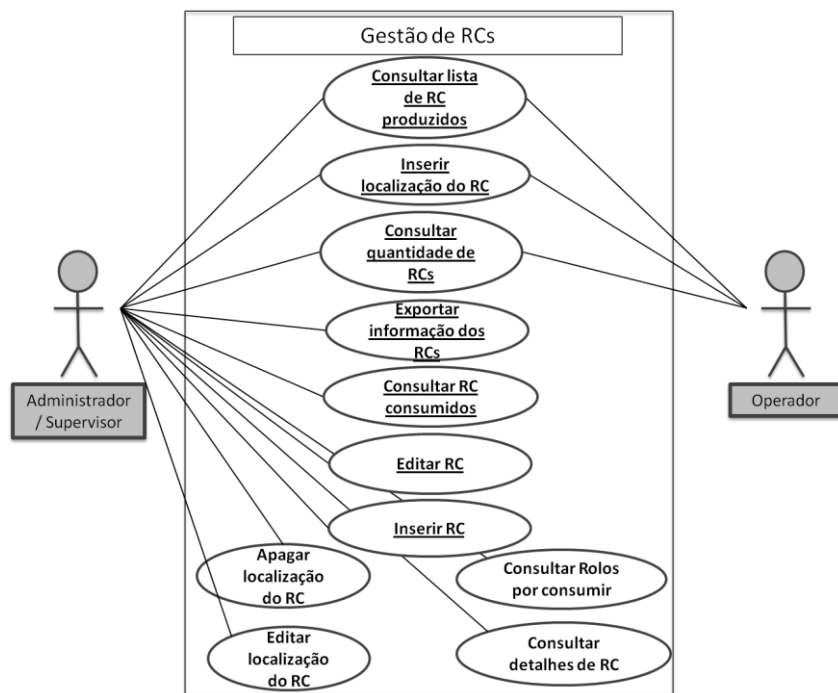 Gestão de RCs
Consultar lista
de RC
produzidos
Inserir
localização do RC
Consultar
quantidade de
RCs
Exportar
informação dos
RCs
Consultar RC
consumidos
Administrador
/ Supervisor
Operador
Editar RC
Inserir RC
Apagar
localização
do RC
Consultar Rolos
por consumir
Editar
localização
do RC
Consultar
detalhes de RC